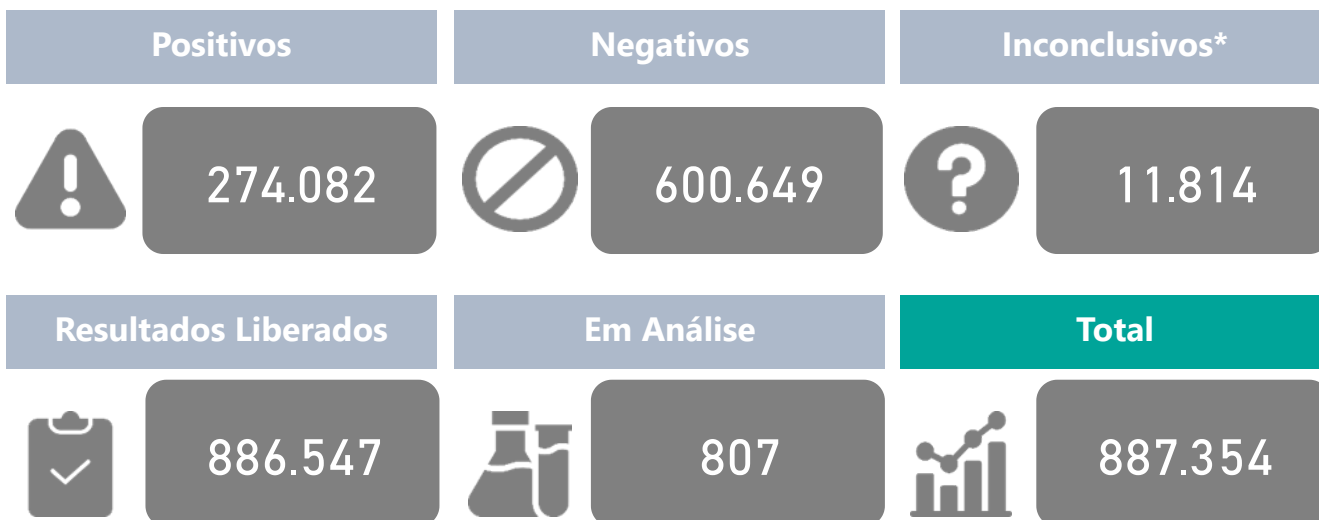 Positivos
Negativos
Inconclusivos*
274.082
600.649
11.814
Resultados Liberados
Em Análise
Total
886.547
807
887.354